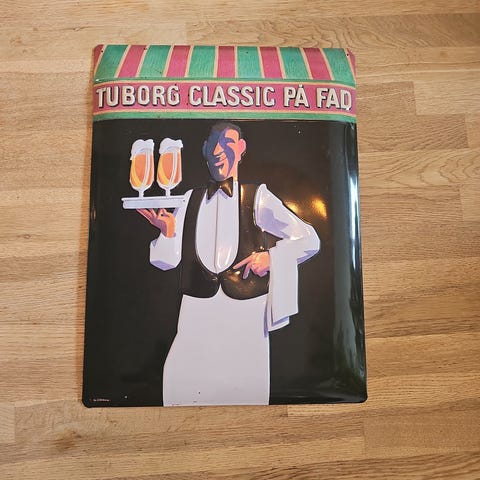 TUBORG CLASSIC PÅ FAD